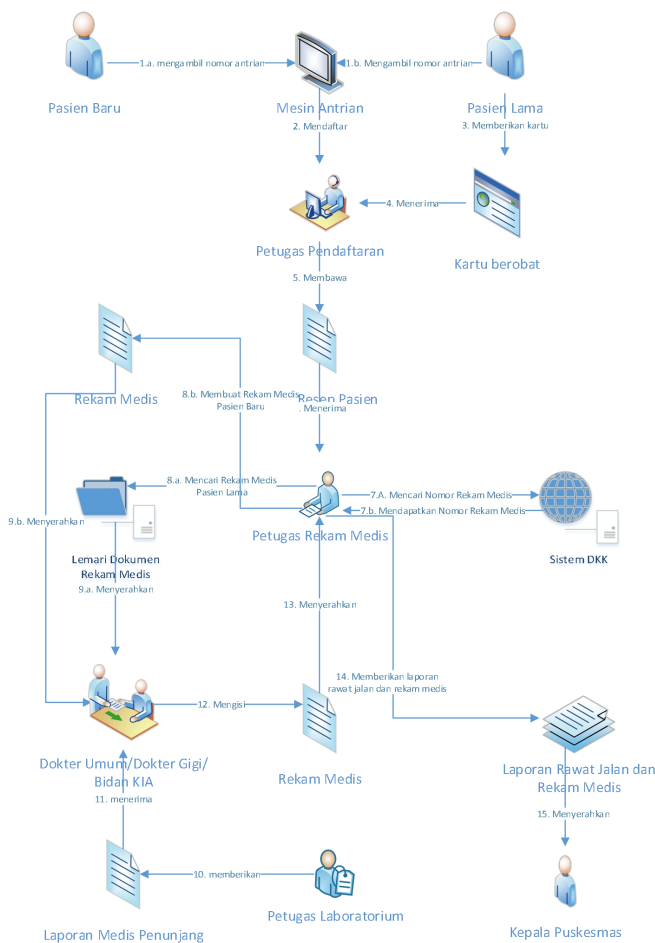 1.a. mengambil nomor antrian
1.b. Mengambil nomor antrian
Pasien Baru
Mesin Antrian
Pasien Lama
2. Mendaftar
3. Memberikan kartu
4. Menerima
Petugas Pendaftaran
Kartu berobat
5. Membawa
Rekam Medis
8.b. Membuat Rekam Medis
Pasien Baru
Resep Pasien
. Menerima
8.a. Mencari Rekam Medis
Pasien Lama
7.A. Mencari Nomor Rekam Medis
7.b. Mendapatkan Nomor Rekam Medis
9.b. Menyerahkan
Petugas Rekam Medis
Lemari Dokumen
Rekam Medis
Sistem DKK
9.a. Menyerahkan
13. Menyerahkan
14. Memberikan laporan
rawat jalan dan rekam medis
12. Mengisi
Dokter Umum/Dokter Gigi/
Bidan KIA
Rekam Medis
Laporan Rawat Jalan dan
Rekam Medis
11. menerima
15. Menyerahkan
10. memberikan
Laporan Medis Penunjang
Petugas Laboratorium
Kepala Puskesmas